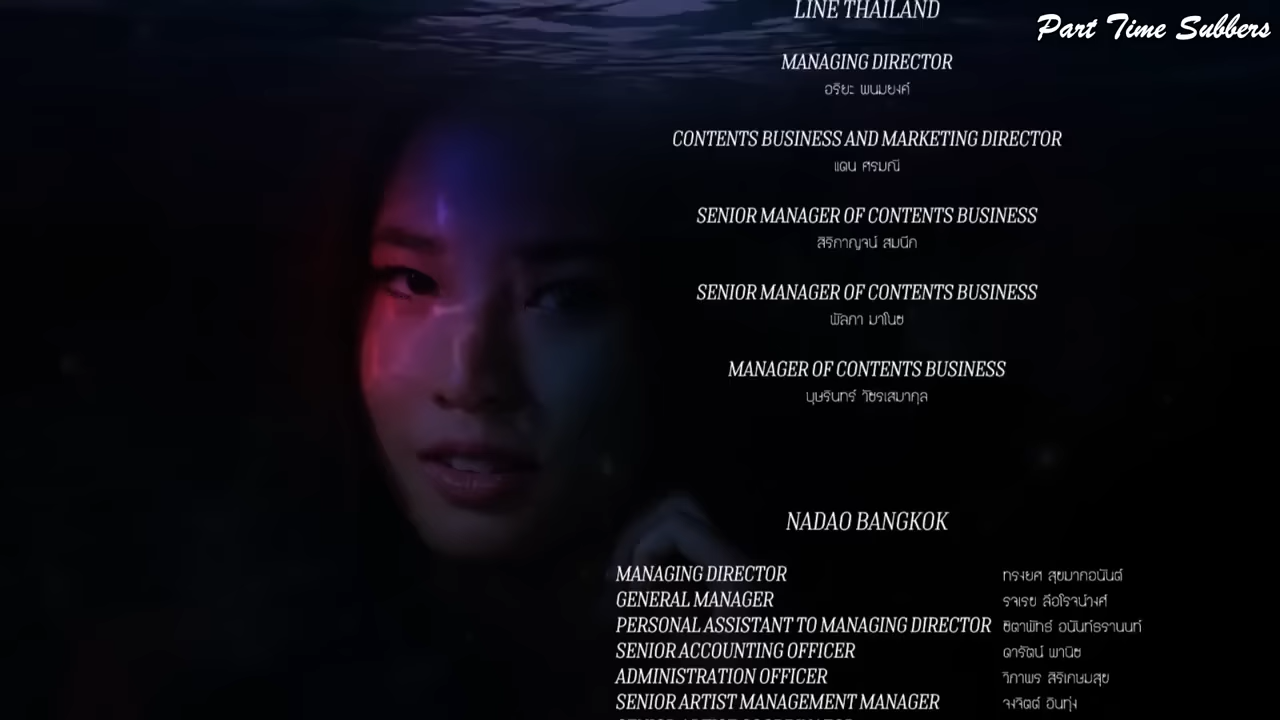 LINE THAILAND
Part Time Subbers
MANAGING DIRECTOR
อริยะ พนมยงค์
CONTENTS BUSINESS AND MARKETING DIRECTOR
แดน ศรมณี
SENIOR MANAGER OF CONTENTS BUSINESS
สิริกาญจน์ สมนึก
SENIOR MANAGER OF CONTENTS BUSINESS
พัลภา มาโนช
MANAGER OF CONTENTS BUSINESS
บุษรินทร์ วัชรเสมากุล
NADAO BANGKOK
MANAGING DIRECTOR ทรงยศ สุขมากอนันต์
GENERAL MANAGER รจเรข ลือโรจน์วงศ์
PERSONAL ASSISTANT TO MANAGING DIRECTOR ชิตาพัทธ์ อนันท์ธรานนท์
SENIOR ACCOUNTING OFFICER ดารัตน์ พานิช
ADMINISTRATION OFFICER วิภาพร สิริเกษมสุข
SENIOR ARTIST MANAGEMENT MANAGER จงจิตต์ อินทุ่ง